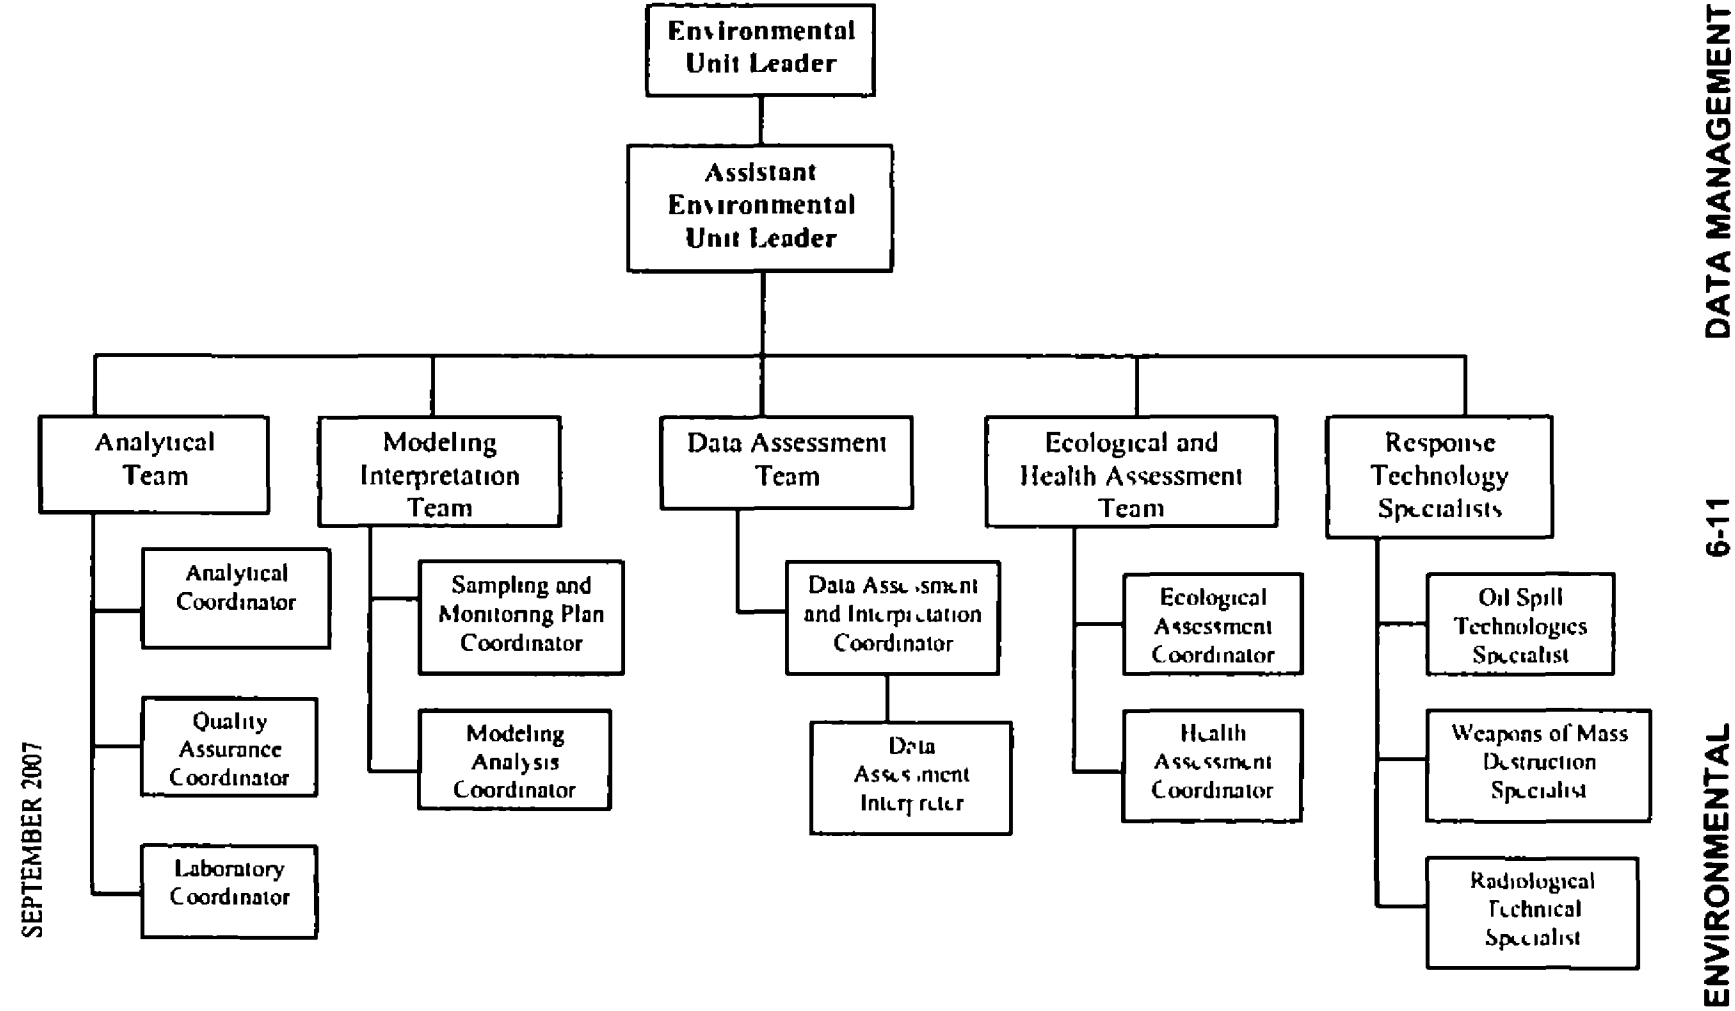 Environmental
Unit Leader
Assistant
Environmental
Unit Leader
Analytical
Team
Modeling
Interpretation
Team
Data Assessment
Team
Ecological and
Health Assessment
Team
Response
Technology
Specialists
Analytical
Coordinator
Quality
Assurance
Coordinator
Laboratory
Coordinator
Sampling and
Monitoring Plan
Coordinator
Modeling
Analysis
Coordinator
Data Assessment
and Interpretation
Coordinator
Data
Assessment
Interpreter
Ecological
Assessment
Coordinator
Health
Assessment
Coordinator
Oil Spill
Technologies
Specialist
Weapons of Mass
Destruction
Specialist
Radiological
Technical
Specialist
SEPTEMBER 2007
ENVIRONMENTAL 6-11 DATA MANAGEMENT